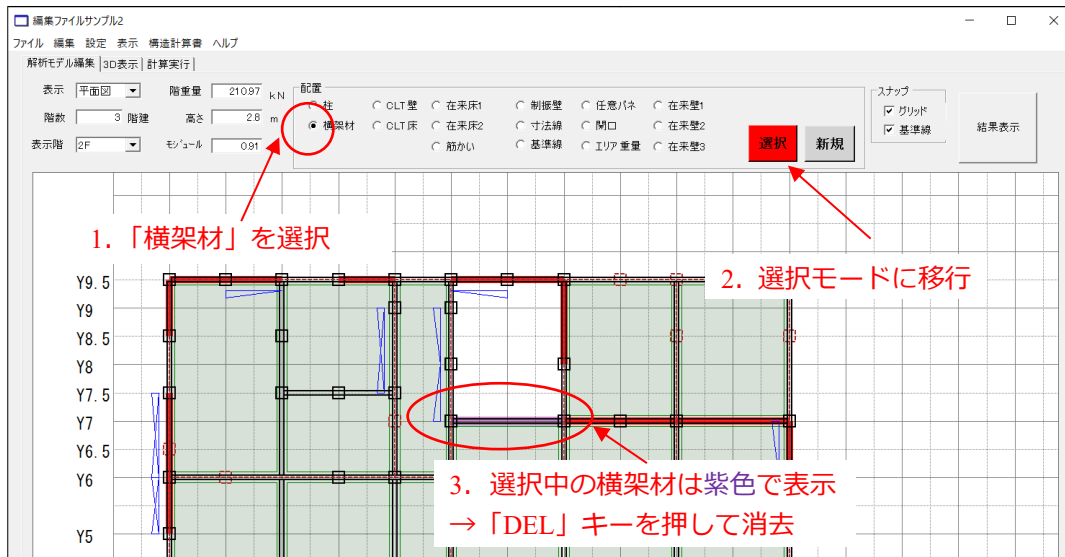 編集ファイルサンプル2
ファイル 編集 設定 表示 構造計算書 ヘルプ
解析モデル編集 3D表示 計算実行
表示 平面図 階重量 210.97 kN
階数 3 階建 高さ 2.8 m
表示階 2F モジュール 0.91
配置
柱 CLT壁 在来床1 制振壁 任意バネ 在来壁1
横架材 CLT床 在来床2 寸法線 開口 在来壁2
筋かい 基準線 エリア重量 在来壁3
選択 新規
スナップ
グリッド
基準線
結果表示
1.「横架材」を選択
2. 選択モードに移行
Y9.5
Y9
Y8.5
Y8
Y7.5
Y7
Y6.5
Y6
Y5
3. 選択中の横架材は紫色で表示
→「DEL」キーを押して消去